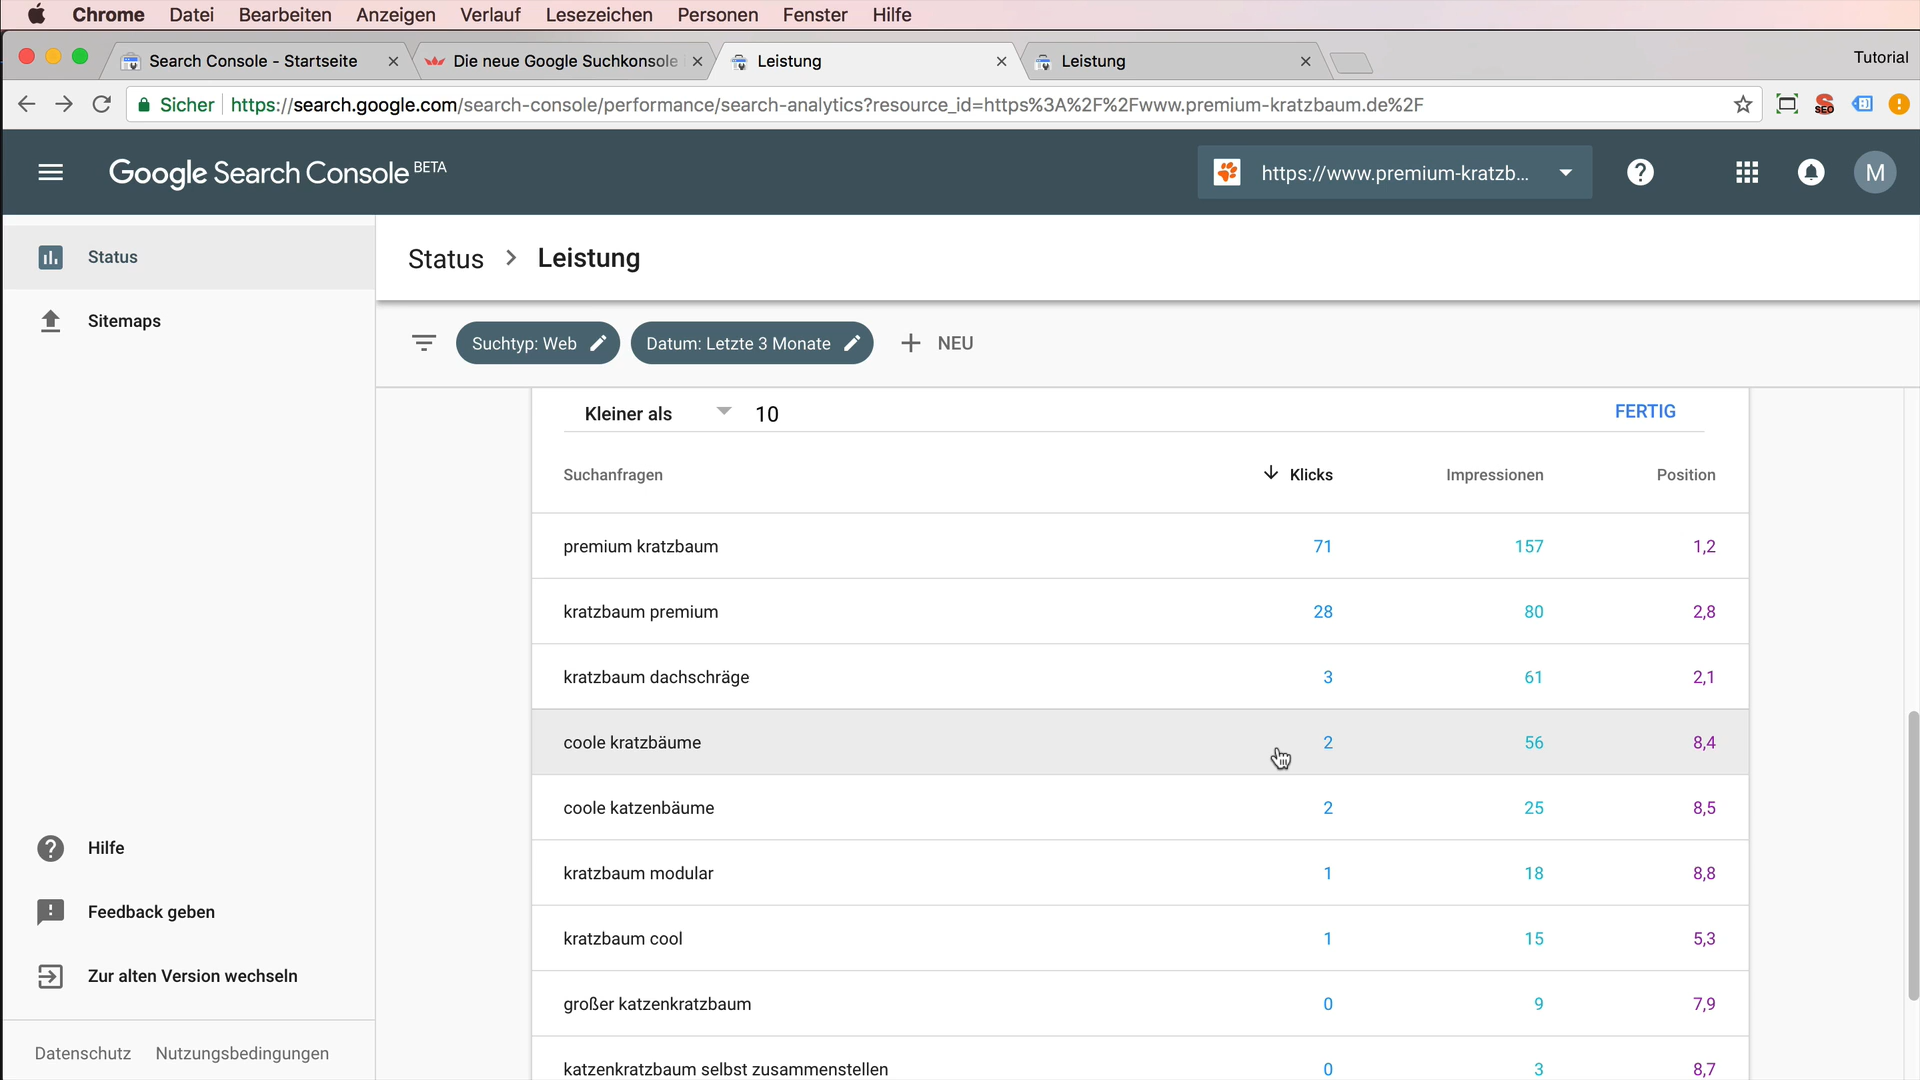 Chrome Datei Bearbeiten Anzeigen Verlauf Lesezeichen Personen Fenster Hilfe
Search Console - Startseite Die neue Google Suchkonsole Leistung Leistung Tutorial
Sicher https://search.google.com/search-console/performance/search-analytics?resource_id=https%3A%2F%2Fwww.premium-kratzbaum.de%2F SEO
Google Search Console BETA https://www.premium-kratzb... M
Status
Sitemaps
Status > Leistung
Suchtyp: Web Datum: Letzte 3 Monate + NEU
Kleiner als 10 FERTIG
Suchanfragen Klicks Impressionen Position
premium kratzbaum 71 157 1,2
kratzbaum premium 28 80 2,8
kratzbaum dachschräge 3 61 2,1
coole kratzbäume 2 56 8,4
coole katzenbäume 2 25 8,5
kratzbaum modular 1 18 8,8
kratzbaum cool 1 15 5,3
großer katzenkratzbaum 0 9 7,9
katzenkratzbaum selbst zusammenstellen 0 3 8,7
Hilfe
Feedback geben
Zur alten Version wechseln
Datenschutz Nutzungsbedingungen